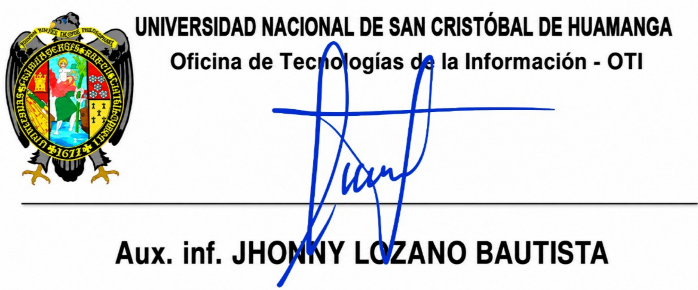 UNIVERSIDAD NACIONAL DE SAN CRISTÓBAL DE HUAMANGA
Oficina de Tecnologías de la Información - OTI
1677
Aux. inf. JHONNY LOZANO BAUTISTA